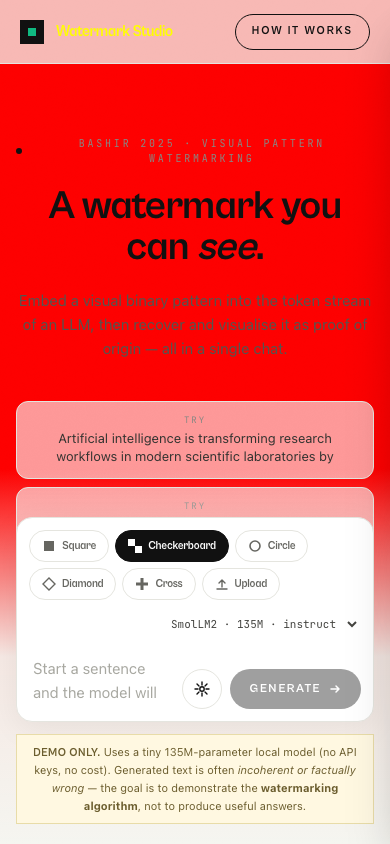 Watermark Studio
HOW IT WORKS
BASHIR 2025 · VISUAL PATTERN
WATERMARKING
A watermark you
can see.
Embed a visual binary pattern into the token stream
of an LLM, then recover and visualise it as proof of
origin — all in a single chat.
TRY
Artificial intelligence is transforming research
workflows in modern scientific laboratories by
TRY
Square
Checkerboard
Circle
Diamond
Cross
Upload
SmolLM2 · 135M · instruct
Start a sentence
and the model will
GENERATE →
DEMO ONLY. Uses a tiny 135M-parameter local model (no API
keys, no cost). Generated text is often incoherent or factually
wrong — the goal is to demonstrate the watermarking
algorithm, not to produce useful answers.